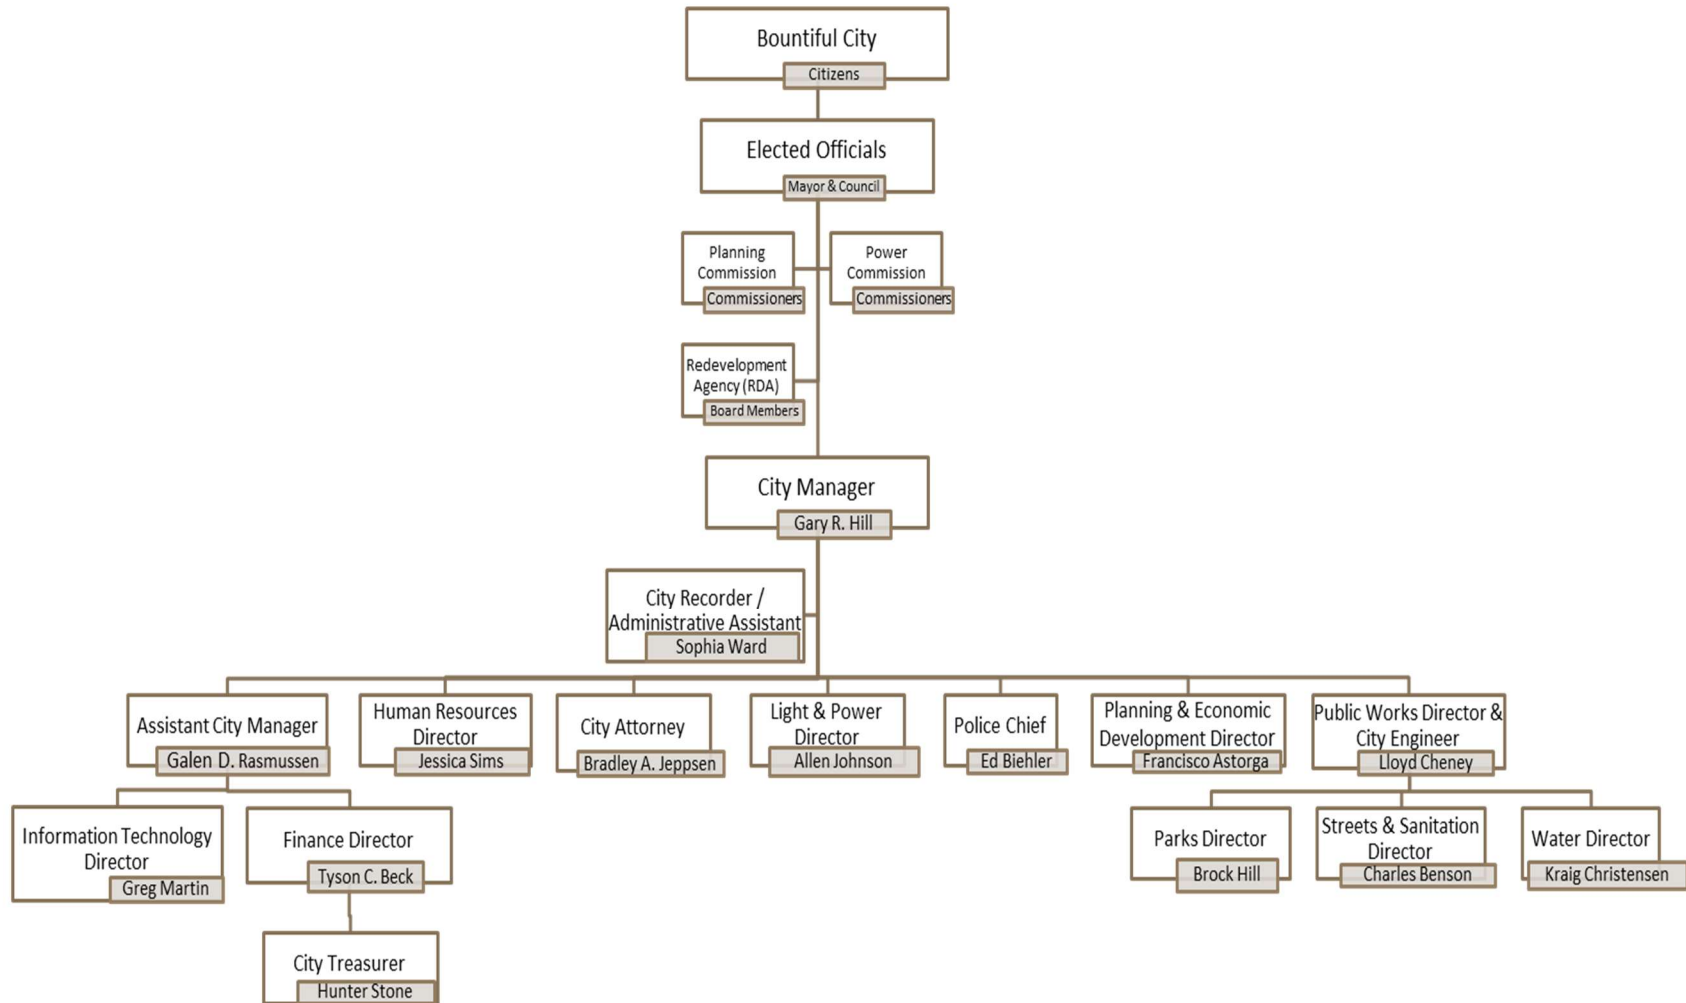 Bountiful City
Citizens
Elected Officials
Mayor & Council
Planning
Commission
Commissioners
Power
Commission
Commissioners
Redevelopment
Agency (RDA)
Board Members
City Manager
Gary R. Hill
City Recorder /
Administrative Assistant
Sophia Ward
Assistant City Manager
Galen D. Rasmussen
Human Resources
Director
Jessica Sims
City Attorney
Bradley A. Jeppsen
Light & Power
Director
Allen Johnson
Police Chief
Ed Biehler
Planning & Economic
Development Director
Francisco Astorga
Public Works Director &
City Engineer
Lloyd Cheney
Information Technology
Director
Greg Martin
Finance Director
Tyson C. Beck
Parks Director
Brock Hill
Streets & Sanitation
Director
Charles Benson
Water Director
Kraig Christensen
City Treasurer
Hunter Stone